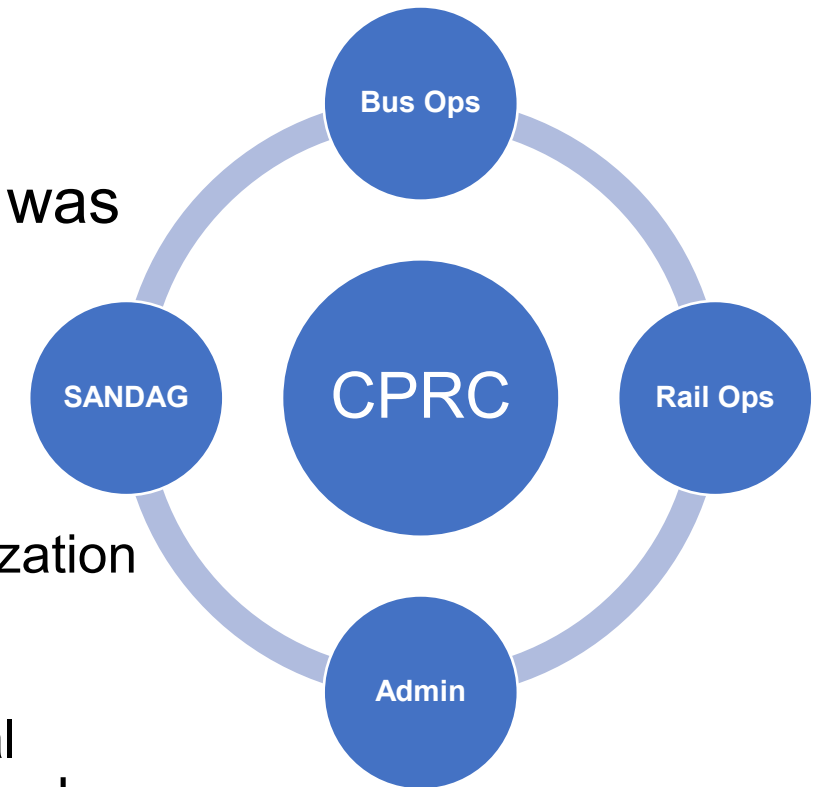 Bus Ops
was
SANDAG
CPRC
Rail Ops
zation
Admin
al